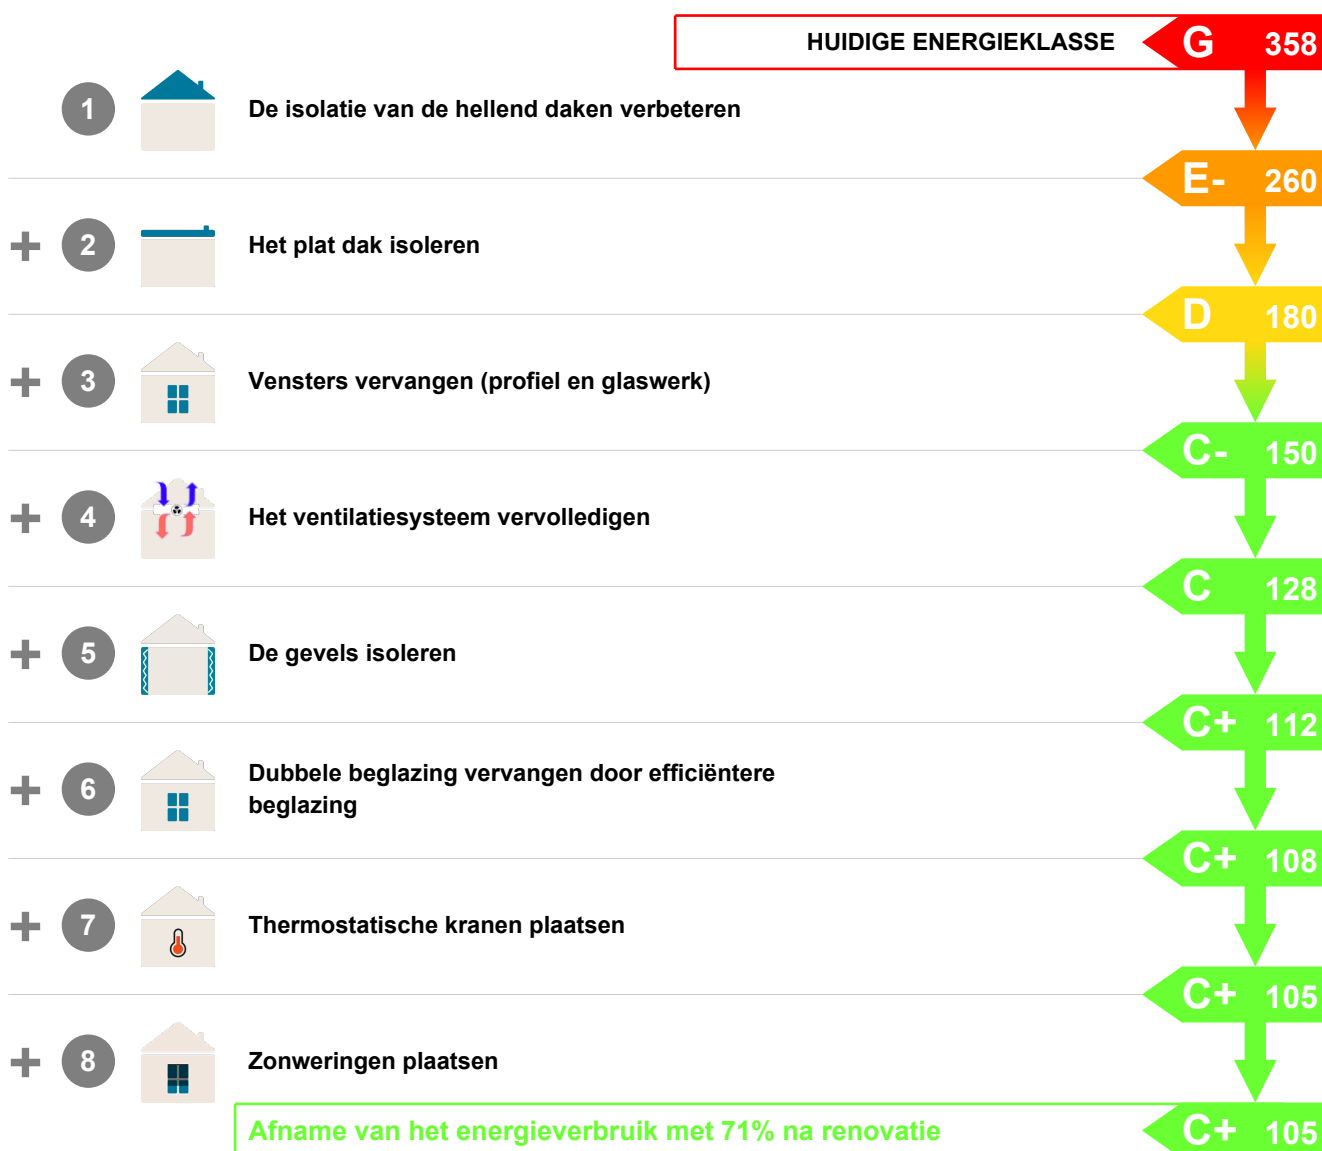 HUIDIGE ENERGIEKLASSE G 358
1 De isolatie van de hellend daken verbeteren
E- 260
+ 2 Het plat dak isoleren
D 180
+ 3 Vensters vervangen (profiel en glaswerk)
C- 150
+ 4 Het ventilatiesysteem vervolledigen
C 128
+ 5 De gevels isoleren
C+ 112
+ 6 Dubbele beglazing vervangen door efficiëntere
beglazing
C+ 108
+ 7 Thermostatische kranen plaatsen
C+ 105
+ 8 Zonweringen plaatsen
Afname van het energieverbruik met 71% na renovatie C+ 105